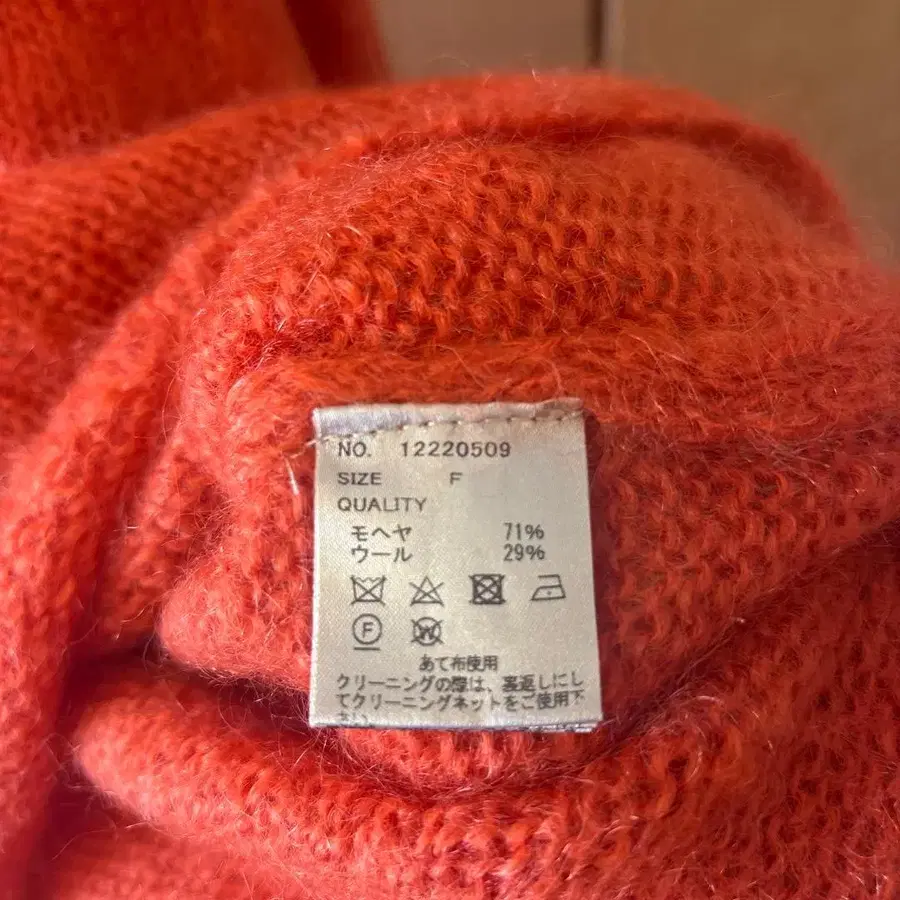 NO. 12220509
SIZE F
QUALITY
モヘヤ 71%
ウール 29%
F
W
あて布使用
クリーニングの際は、裏返しにし
てクリーニングネットをご使用下
さい。